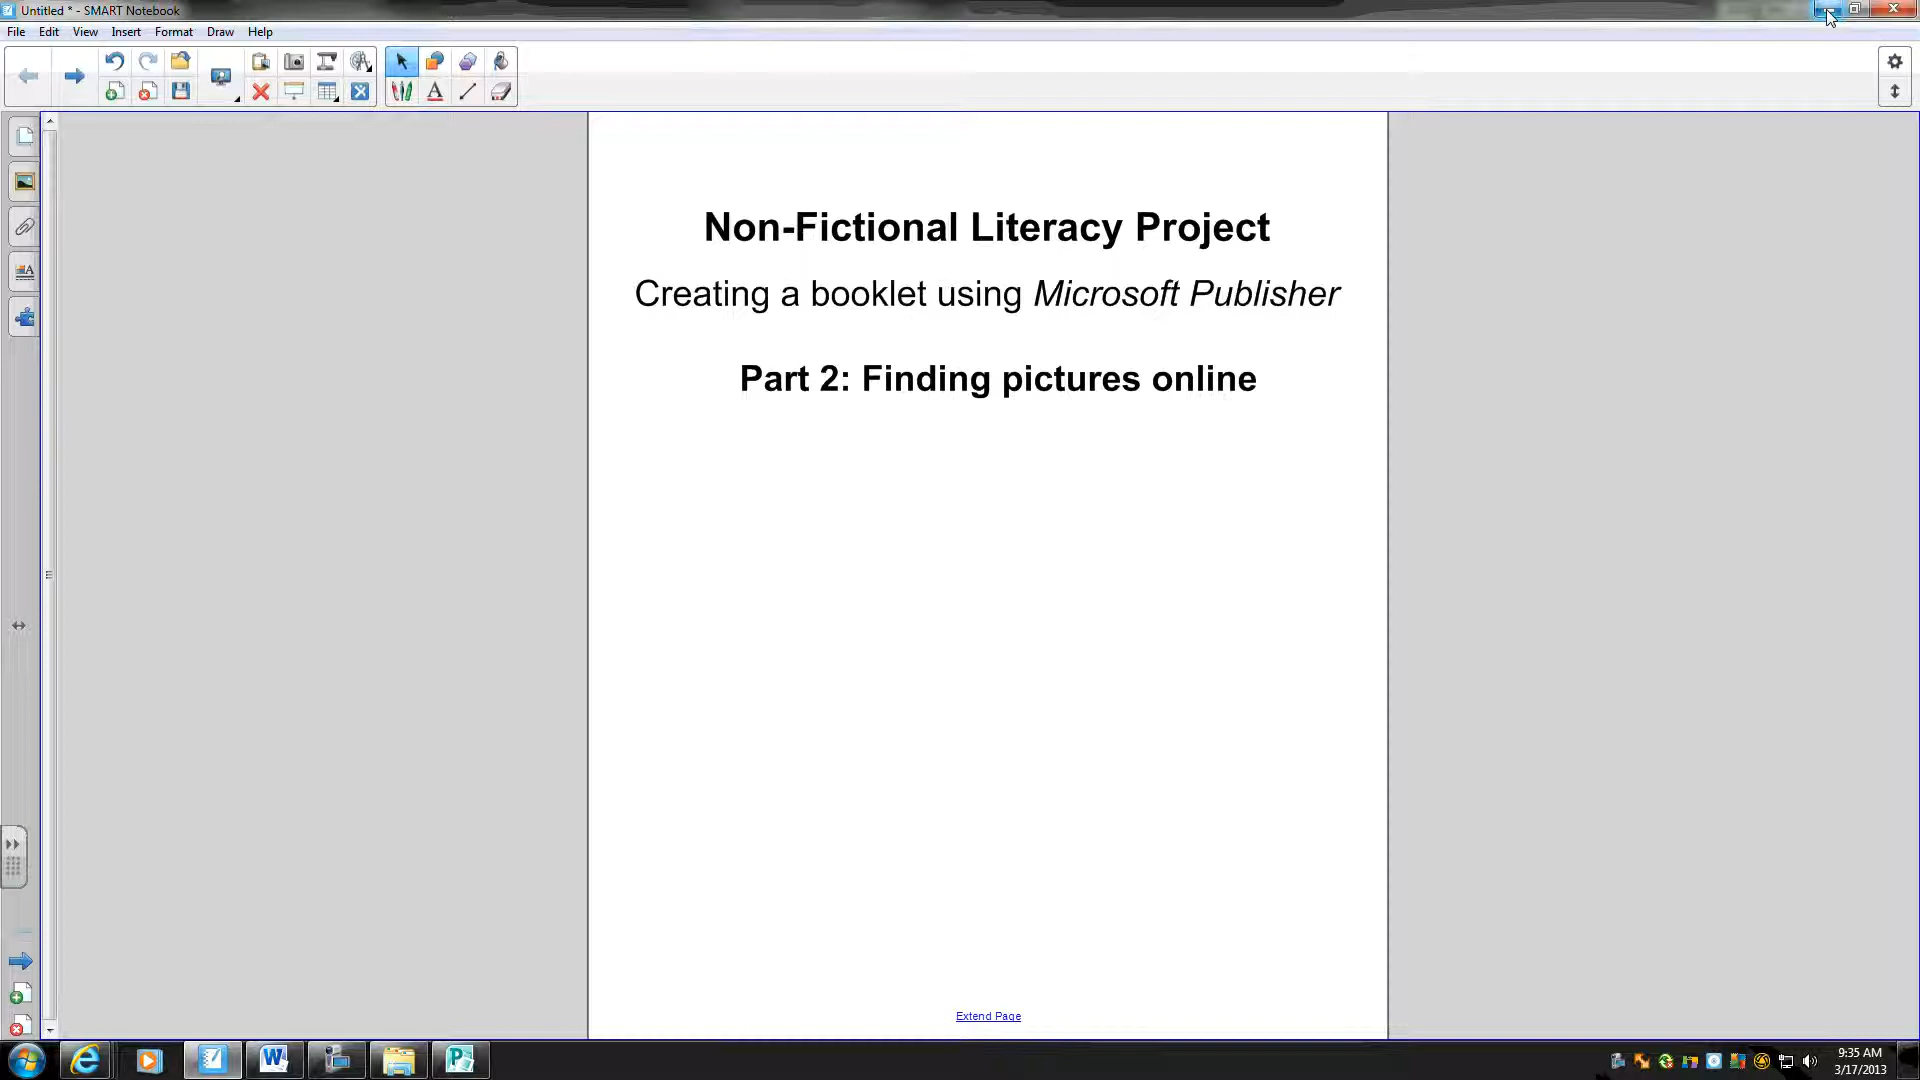 Untitled * - SMART Notebook
File Edit View Insert Format Draw Help
Non-Fictional Literacy Project
Creating a booklet using Microsoft Publisher
Part 2: Finding pictures online
Extend Page
9:35 AM
3/17/2013